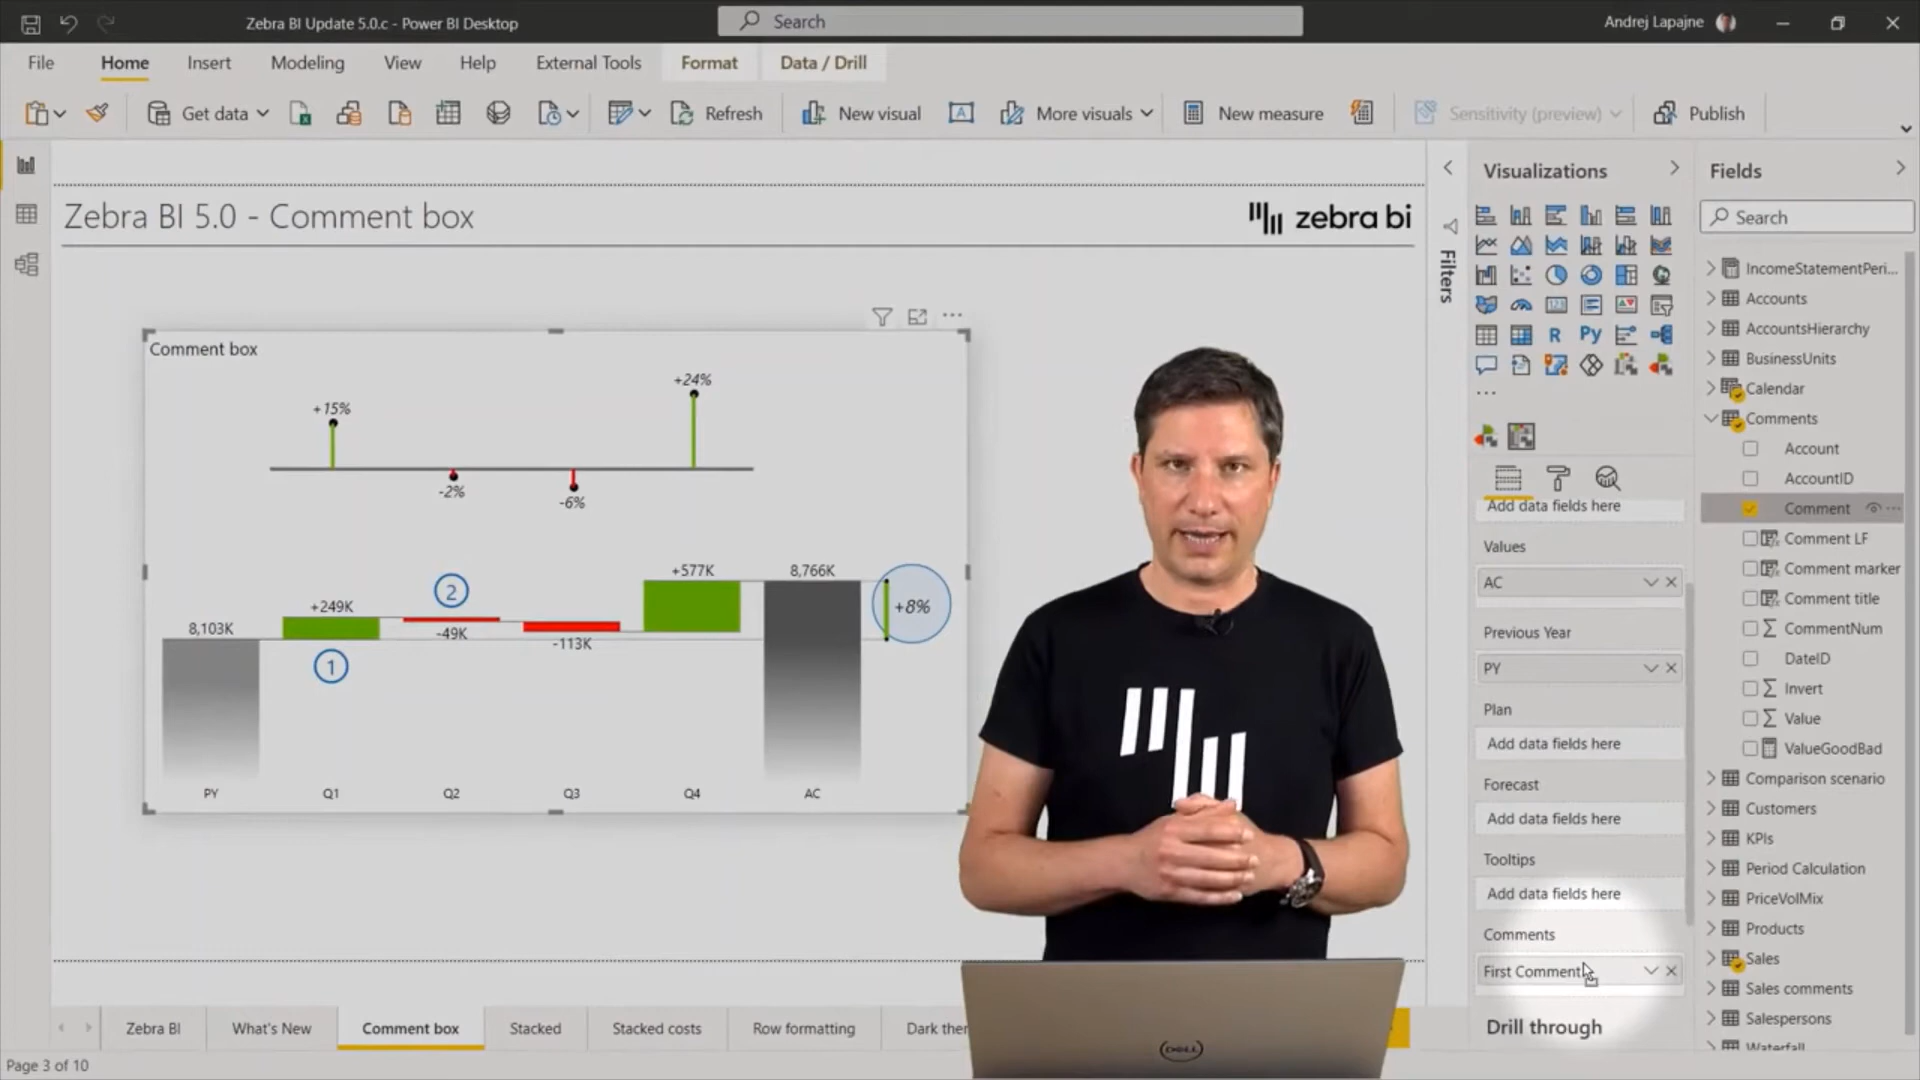 Zebra BI Update 5.0.c - Power BI Desktop
Search
Andrej Lapajne
File Home Insert Modeling View Help External Tools Format Data / Drill
Get data Refresh New visual More visuals New measure Sensitivity (preview) Publish
Zebra BI 5.0 - Comment box
zebra bi
Comment box
+24%
+15%
-2%
-6%
+577K
8,766K
2
+249K
+8%
8,103K
-49K
-113K
1
PY Q1 Q2 Q3 Q4 AC
Filters
Visualizations
R Py
Add data fields here
Values
AC
Previous Year
PY
Plan
Add data fields here
Forecast
Add data fields here
Tooltips
Add data fields here
Comments
First Comment
Drill through
Fields
Search
IncomeStatementPeri...
Accounts
AccountsHierarchy
BusinessUnits
Calendar
Comments
Account
AccountID
Comment
Comment LF
Comment marker
Comment title
CommentNum
DateID
Invert
Value
ValueGoodBad
Comparison scenario
Customers
KPIs
Period Calculation
PriceVolMix
Products
Sales
Sales comments
Salespersons
Waterfall
Zebra BI What's New Comment box Stacked Stacked costs Row formatting Dark ther
DELL
Page 3 of 10